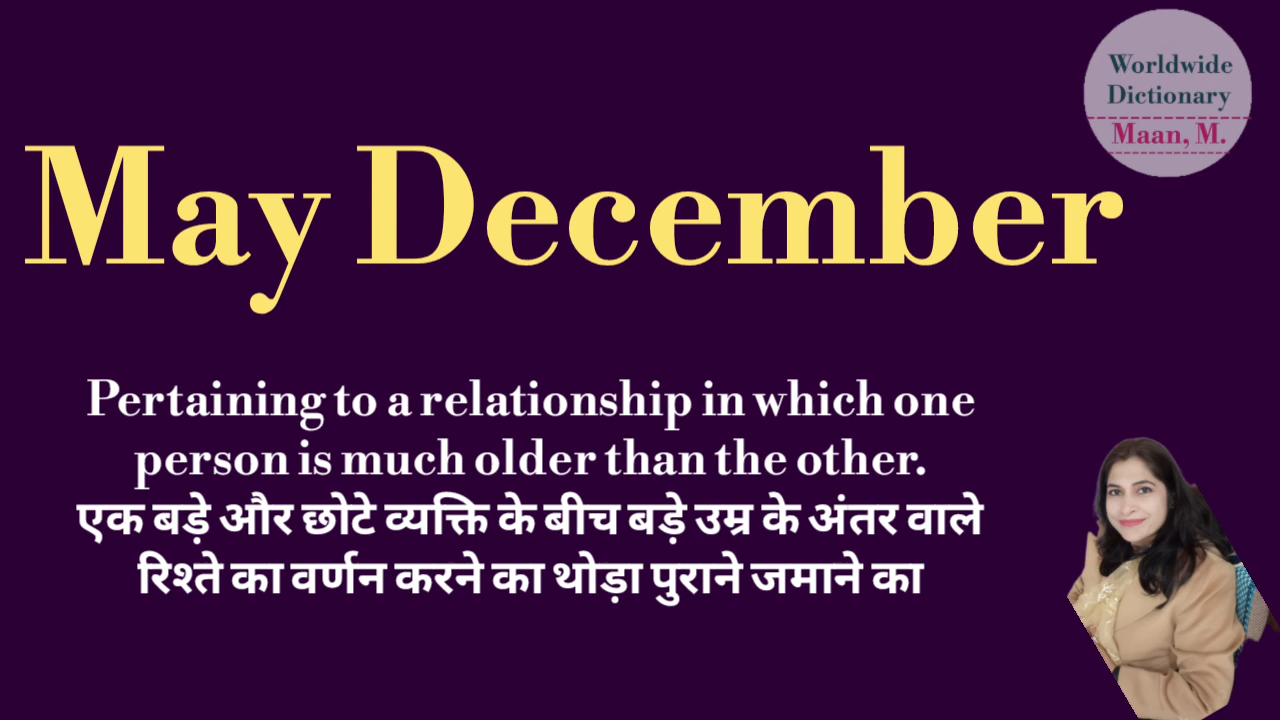 Worldwide
Dictionary
Maan, M.
May December
Pertaining to a relationship in which one
person is much older than the other.
एक बड़े और छोटे व्यक्ति के बीच बड़े उम्र के अंतर वाले
रिश्ते का वर्णन करने का थोड़ा पुराने जमाने का